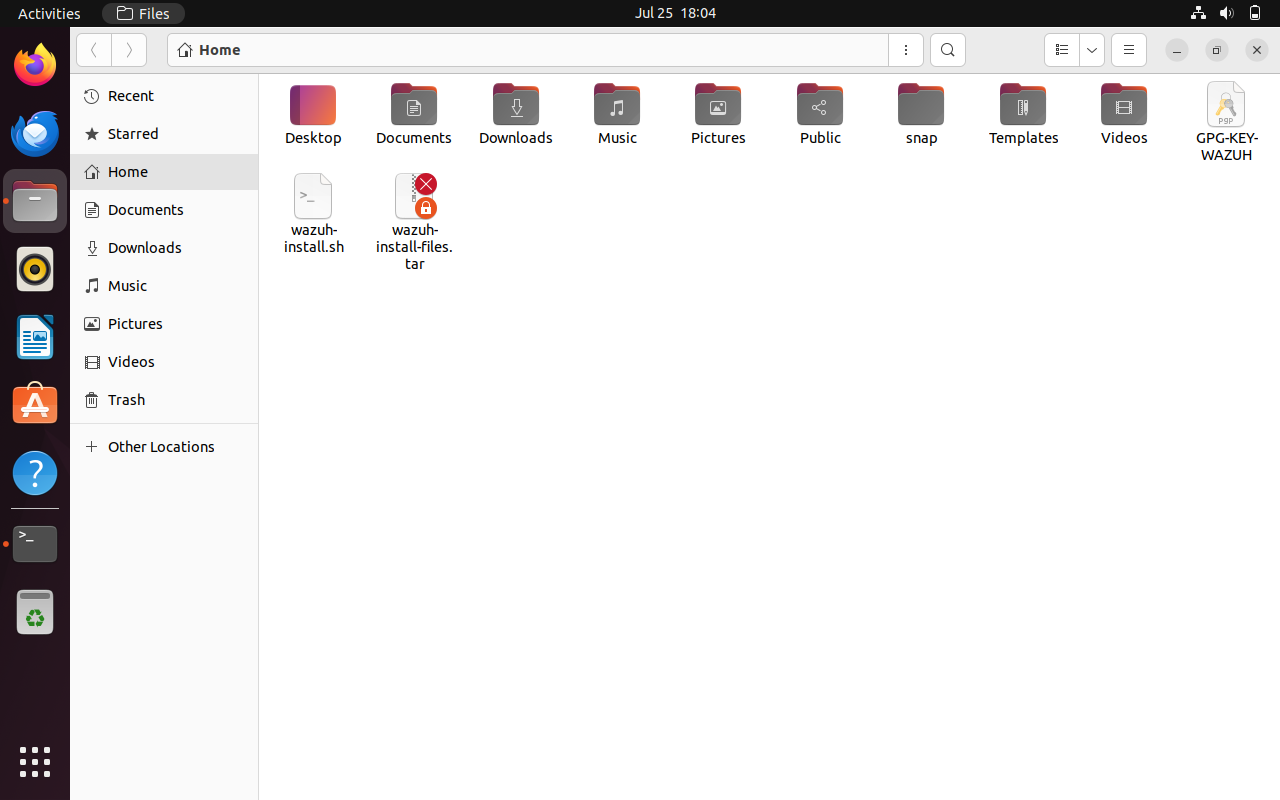 Activities
Files
Jul 25 18:04
Home
Recent
Starred
Home
Documents
Downloads
Music
Pictures
Videos
Trash
Other Locations
Desktop
Documents
Downloads
Music
Pictures
Public
snap
Templates
Videos
PGP
GPG-KEY-
WAZUH
>_
wazuh-
install.sh
wazuh-
install-files.
tar
>_
?